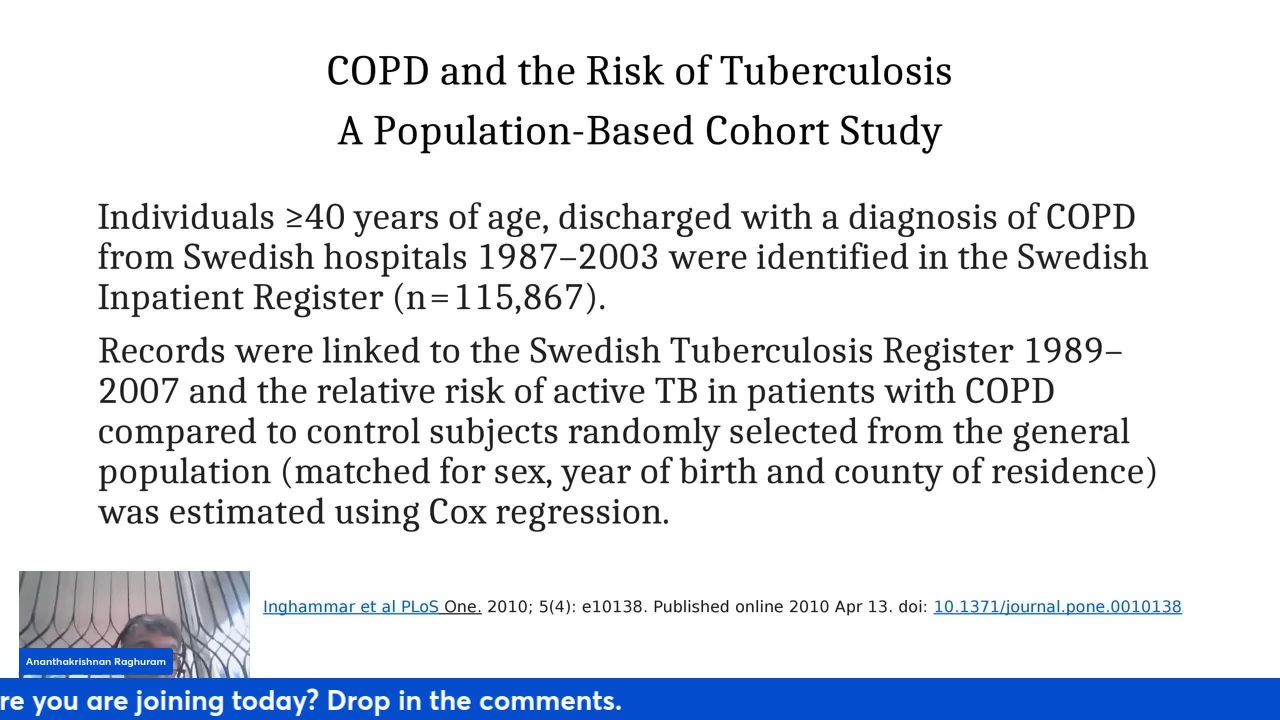 COPD and the Risk of Tuberculosis
A Population-Based Cohort Study
Individuals ≥40 years of age, discharged with a diagnosis of COPD
from Swedish hospitals 1987–2003 were identified in the Swedish
Inpatient Register (n=115,867).
Records were linked to the Swedish Tuberculosis Register 1989–
2007 and the relative risk of active TB in patients with COPD
compared to control subjects randomly selected from the general
population (matched for sex, year of birth and county of residence)
was estimated using Cox regression.
Inghammar et al PLoS One. 2010; 5(4): e10138. Published online 2010 Apr 13. doi: 10.1371/journal.pone.0010138
Ananthakrishnan Raghuram
re you are joining today? Drop in the comments.